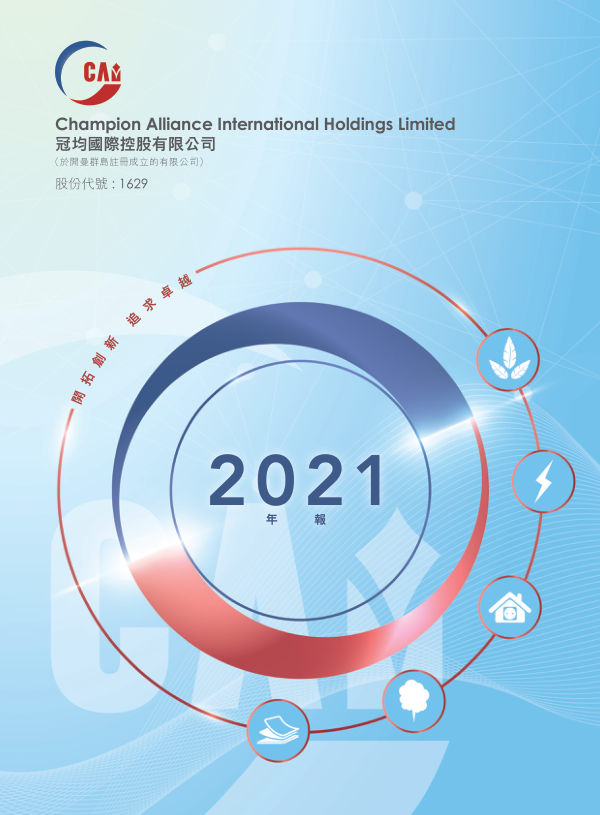 CAM
Champion Alliance International Holdings Limited
冠均國際控股有限公司
(於開曼群島註冊成立的有限公司)
股份代號：1629
開拓創新 追求卓越
2021
年 報
CAM